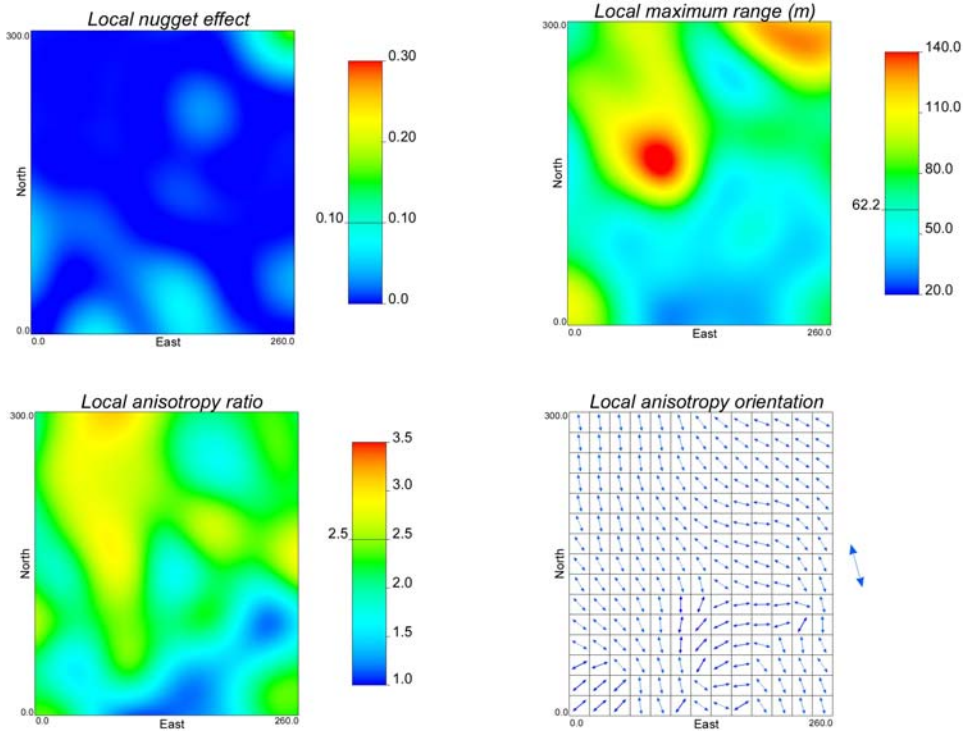 Local nugget effect
300.0
North
0.0
0.0
East
260.0
0.30
0.20
0.10
0.10
0.0
Local maximum range (m)
300.0
North
0.0
0.0
East
260.0
140.0
110.0
80.0
62.2
50.0
20.0
Local anisotropy ratio
300.0
North
0.0
0.0
East
260.0
3.5
3.0
2.5
2.5
2.0
1.5
1.0
Local anisotropy orientation
300.0
North
0.0
0.0
East
260.0